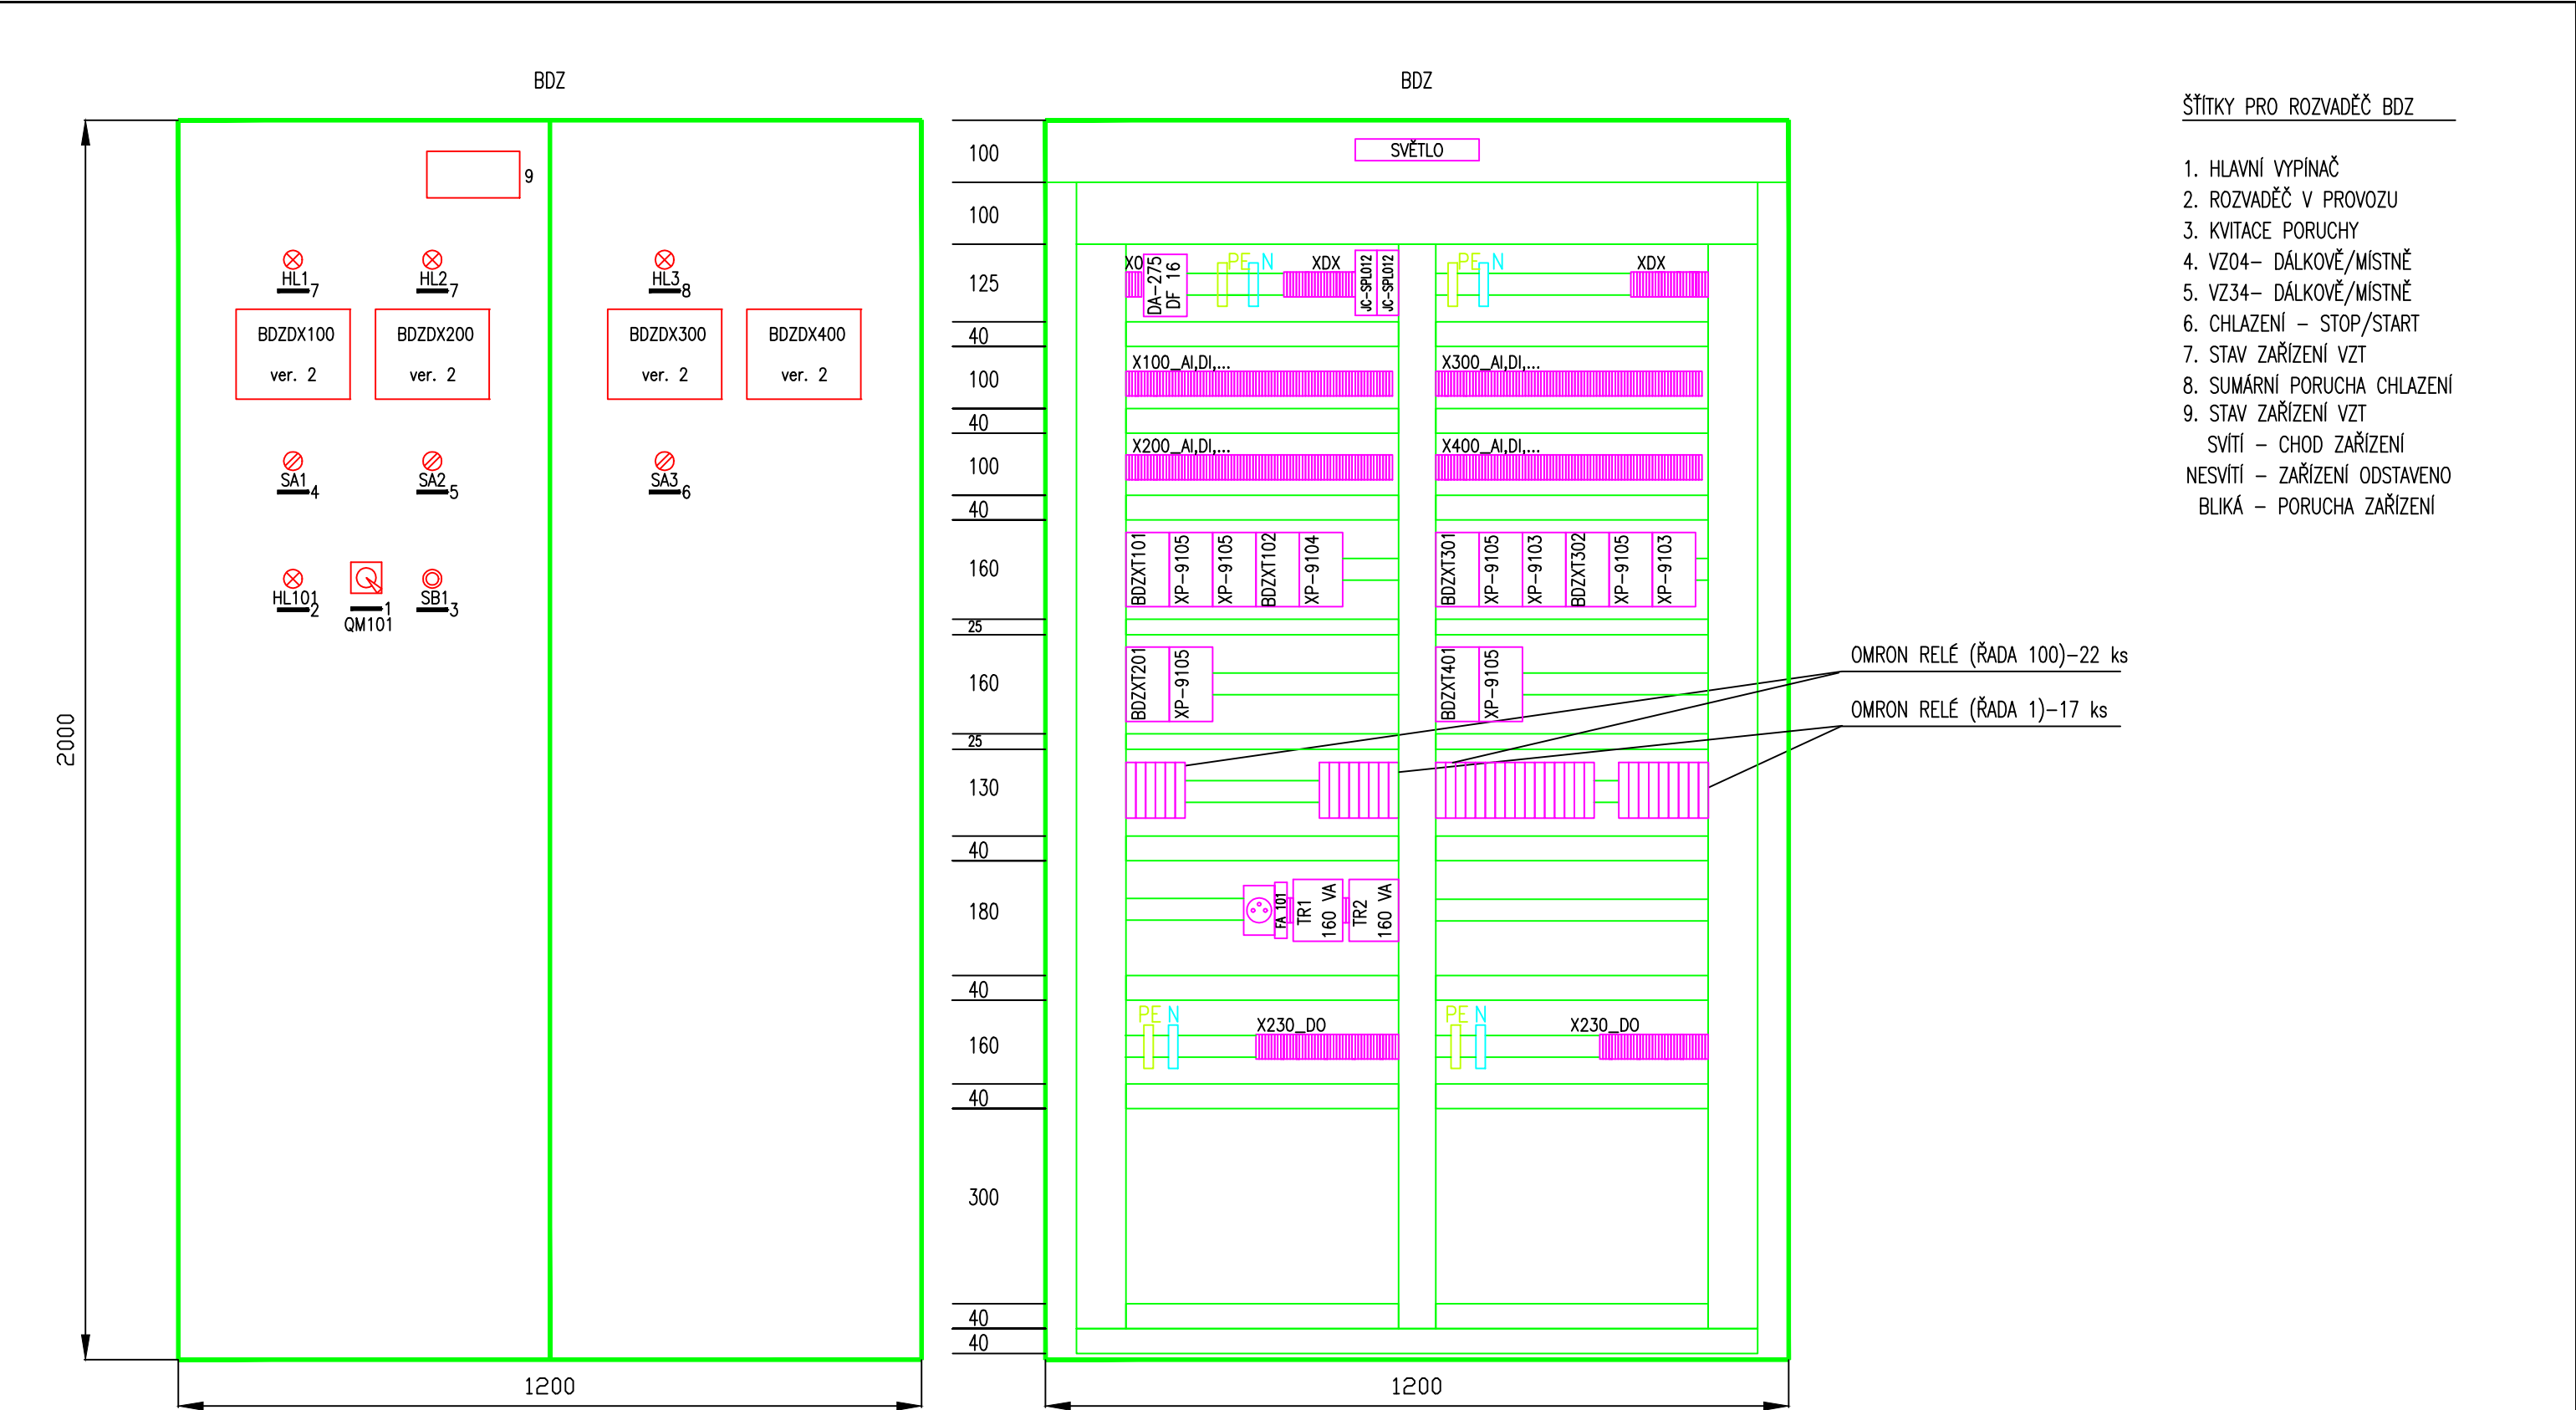 BDZ
9
HL1
7
HL2
7
HL3
8
BDZDX100
ver. 2
BDZDX200
ver. 2
BDZDX300
ver. 2
BDZDX400
ver. 2
SA1
4
SA2
5
SA3
6
HL101
2
1
QM101
SB1
3
2000
1200
BDZ
100
100
125
40
100
40
100
40
160
25
160
25
130
40
180
40
160
40
300
40
40
SVĚTLO
X0
DA-275
DF 16
PE
N
XDX
JC-SPL012
JC-SPL012
PE
N
XDX
X100_AI,DI,...
X300_AI,DI,...
X200_AI,DI,...
X400_AI,DI,...
BDZXT101
XP-9105
XP-9105
BDZXT102
XP-9104
BDZXT301
XP-9105
XP-9103
BDZXT302
XP-9105
XP-9103
BDZXT201
XP-9105
BDZXT401
XP-9105
OMRON RELÉ (ŘADA 100)-22 ks
OMRON RELÉ (ŘADA 1)-17 ks
FA 101
TR1
160 VA
TR2
160 VA
PE
N
X230_DO
PE
N
X230_DO
1200
ŠŤÍTKY PRO ROZVADĚČ BDZ
1. HLAVNÍ VYPÍNAČ
2. ROZVADĚČ V PROVOZU
3. KVITACE PORUCHY
4. VZ04- DÁLKOVĚ/MÍSTNĚ
5. VZ34- DÁLKOVĚ/MÍSTNĚ
6. CHLAZENÍ - STOP/START
7. STAV ZAŘÍZENÍ VZT
8. SUMÁRNÍ PORUCHA CHLAZENÍ
9. STAV ZAŘÍZENÍ VZT
SVÍTÍ - CHOD ZAŘÍZENÍ
NESVÍTÍ - ZAŘÍZENÍ ODSTAVENO
BLIKÁ - PORUCHA ZAŘÍZENÍ